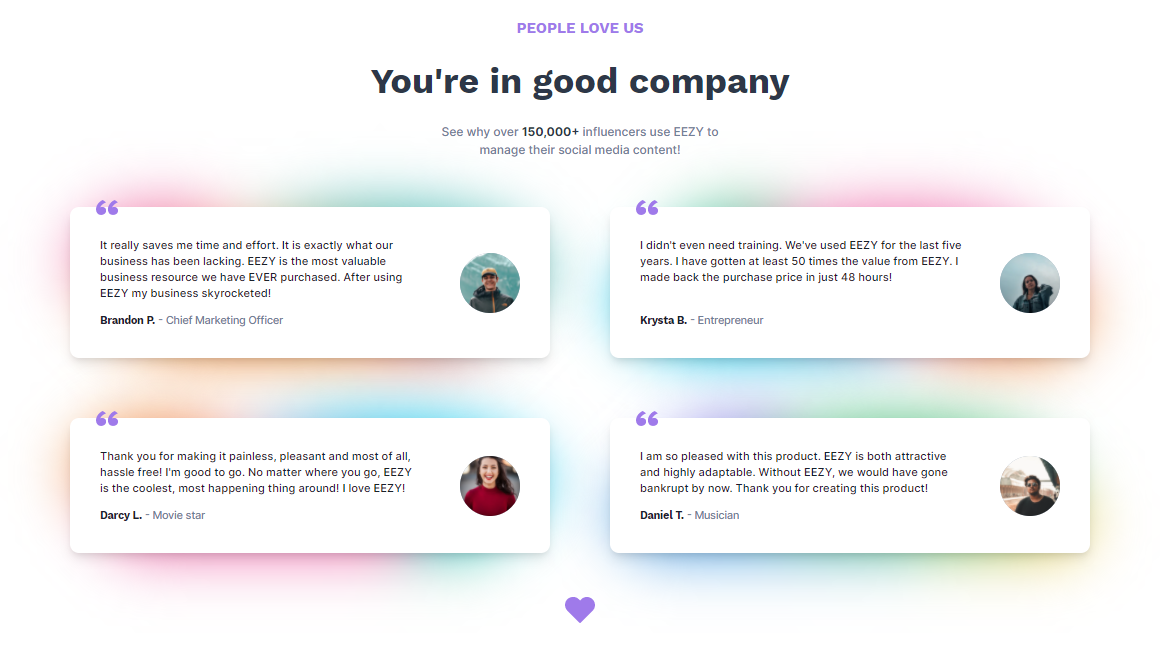 PEOPLE LOVE US
You're in good company
See why over 150,000+ influencers use EEZY to
manage their social media content!
It really saves me time and effort. It is exactly what our
business has been lacking. EEZY is the most valuable
business resource we have EVER purchased. After using
EEZY my business skyrocketed!
Brandon P. - Chief Marketing Officer
I didn't even need training. We've used EEZY for the last five
years. I have gotten at least 50 times the value from EEZY. I
made back the purchase price in just 48 hours!
Krysta B. - Entrepreneur
Thank you for making it painless, pleasant and most of all,
hassle free! I'm good to go. No matter where you go, EEZY
is the coolest, most happening thing around! I love EEZY!
Darcy L. - Movie star
I am so pleased with this product. EEZY is both attractive
and highly adaptable. Without EEZY, we would have gone
bankrupt by now. Thank you for creating this product!
Daniel T. - Musician